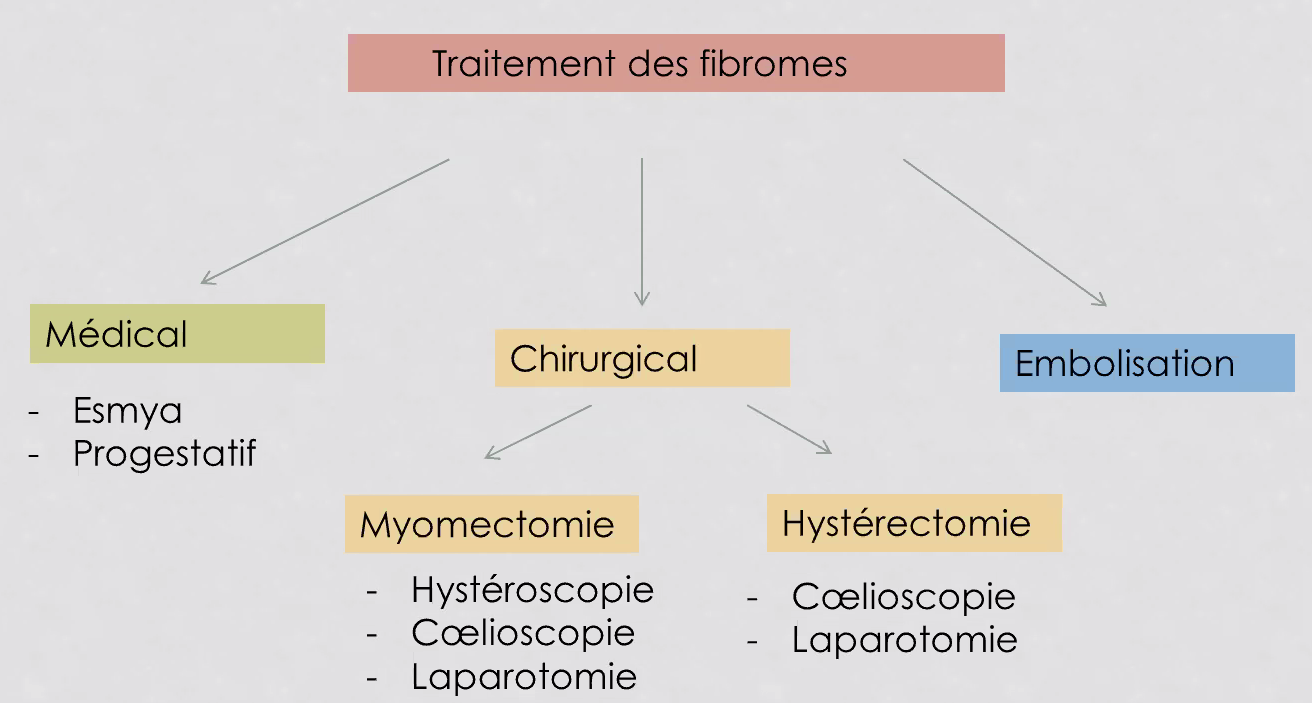 Traitement des fibromes
Médical
- Esmya
- Progestatif
Chirurgical
Embolisation
Myomectomie
- Hystéroscopie
- Cœlioscopie
- Laparotomie
Hystérectomie
- Cœlioscopie
- Laparotomie